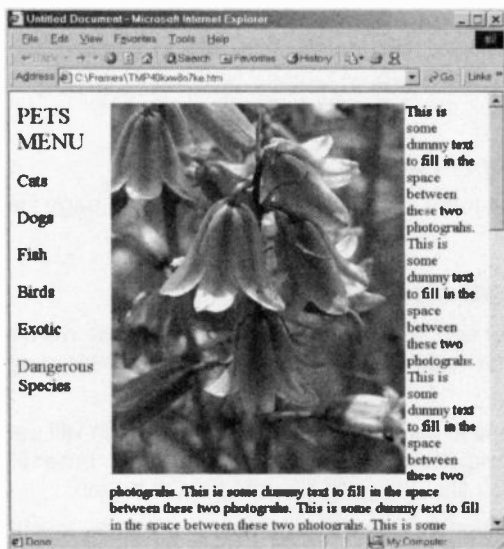 Untitled Document - Microsoft Internet Explorer
File Edit View Favorites Tools Help
Search Favorites History
Address C:\Frames\ Go Links »
PETS
MENU
Cats
Dogs
Fish
Birds
Exotic
Dangerous
Species
This is
some
dummy text
to fill in the
space
between
these two
photograhs.
This is
some
dummy text
to fill in the
space
between
these two
photograhs.
This is
some
dummy text
to fill in the
space
between
these two
photograhs. This is some dummy text to fill in the space
between these two photograhs. This is some dummy text to fill
in the space between these two photograhs. This is some
Done My Computer